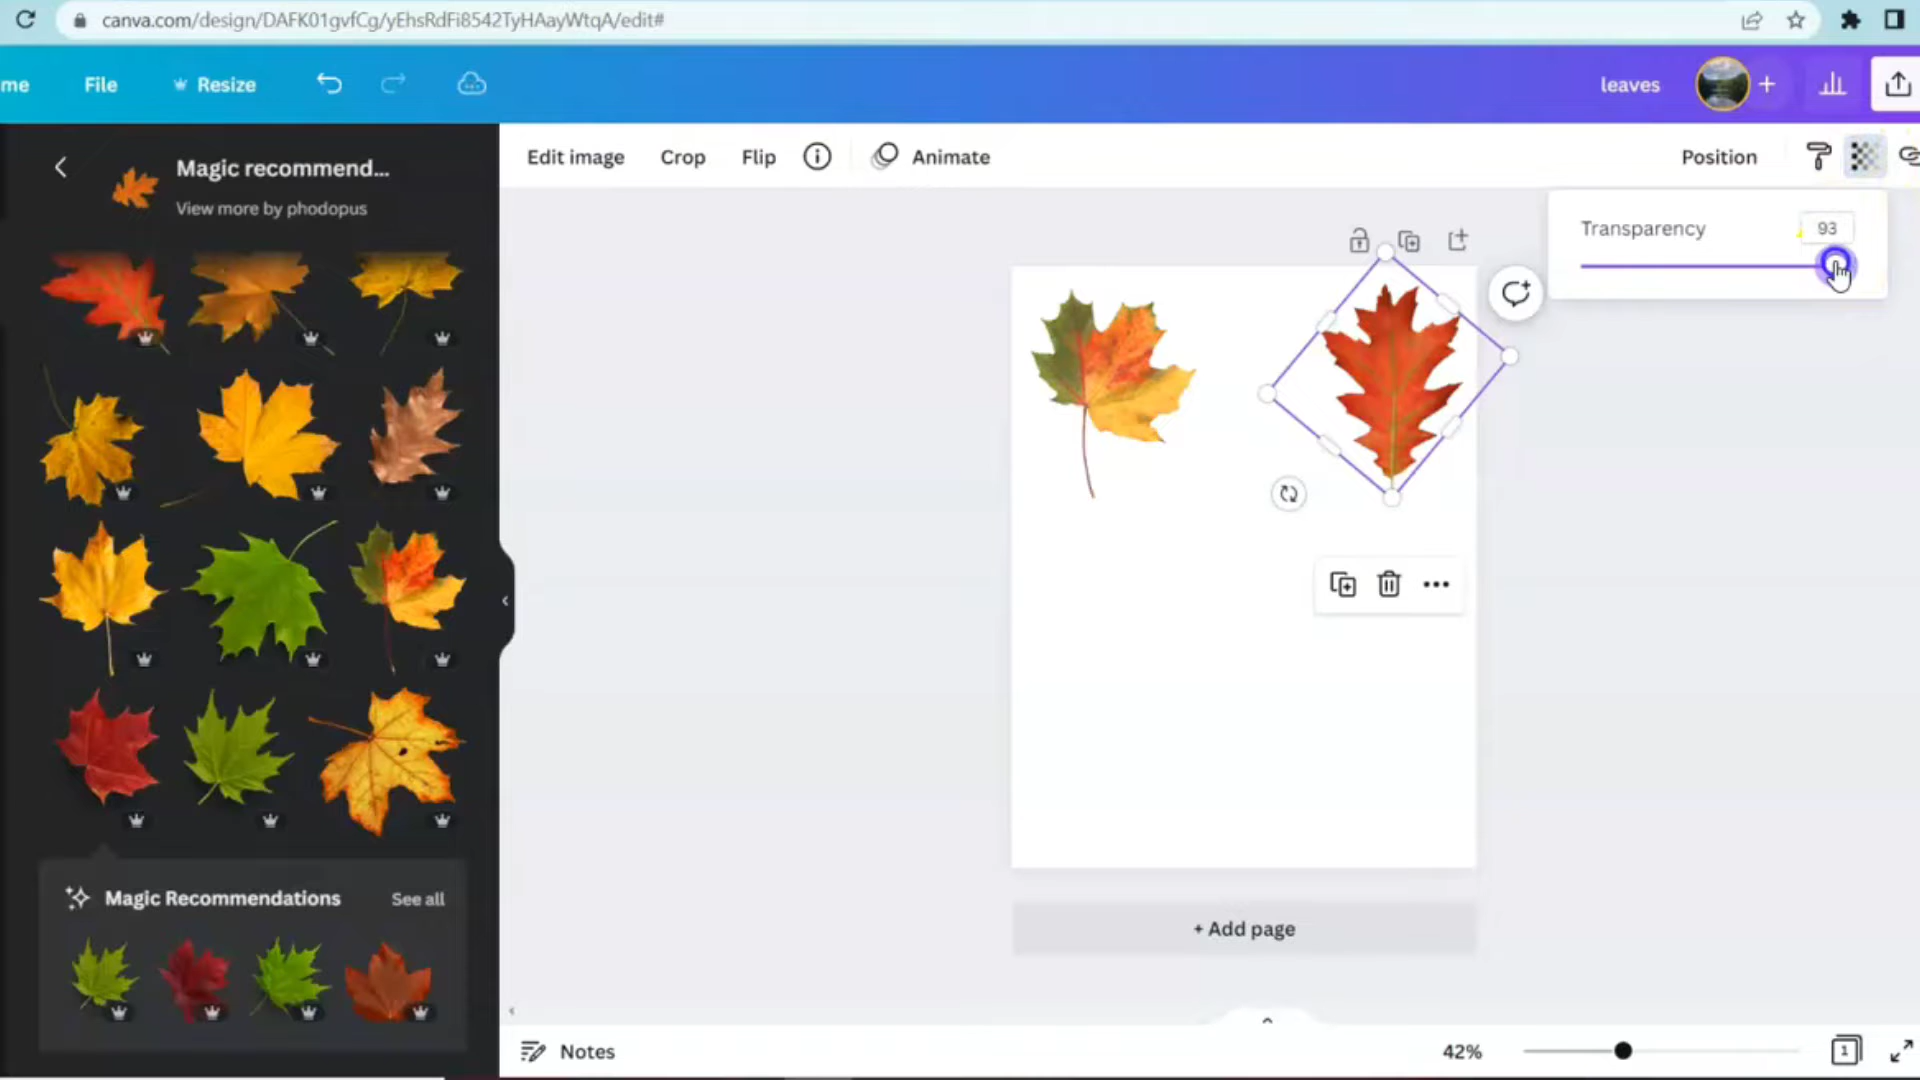 canva.com/design/DAFK01gvfCg/yEhsRdFi8542TyHAayWtqA/edit#
me
File
Resize
leaves
Magic recommend...
View more by phodopus
Edit image
Crop
Flip
Animate
Position
Transparency
93
Magic Recommendations
See all
+ Add page
Notes
42%
1